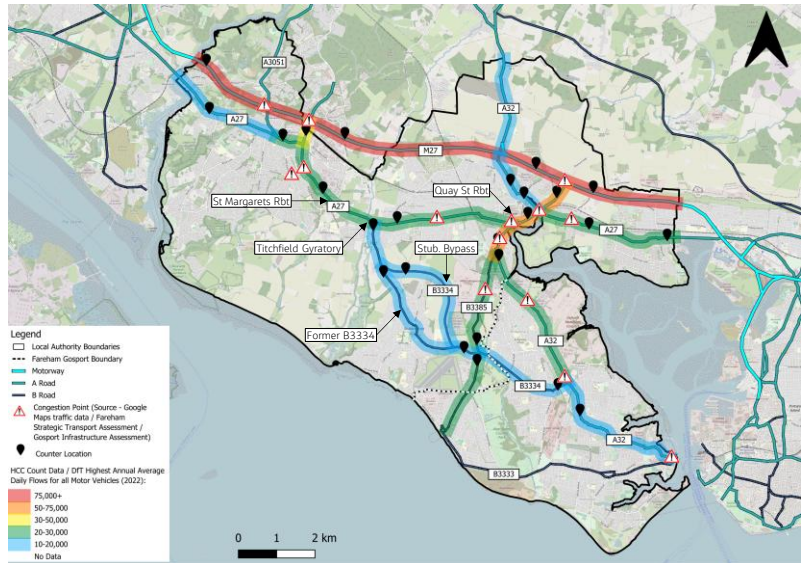 A3051
A27
A32
M27
St Margarets Rbt
Quay St Rbt
A27
A27
Titchfield Gyratory
Stub. Bypass
B3334
B3385
Former B3334
A32
B3334
A32
B3333
Legend
Local Authority Boundaries
Fareham Gosport Boundary
Motorway
A Road
B Road
Congestion Point (Source - Google
Maps traffic data / Fareham
Strategic Transport Assessment /
Gosport Infrastructure Assessment)
Counter Location
HCC Count Data / DfT Highest Annual Average
Daily Flows for all Motor Vehicles (2022):
75,000+
50-75,000
30-50,000
20-30,000
10-20,000
No Data
0 1 2 km